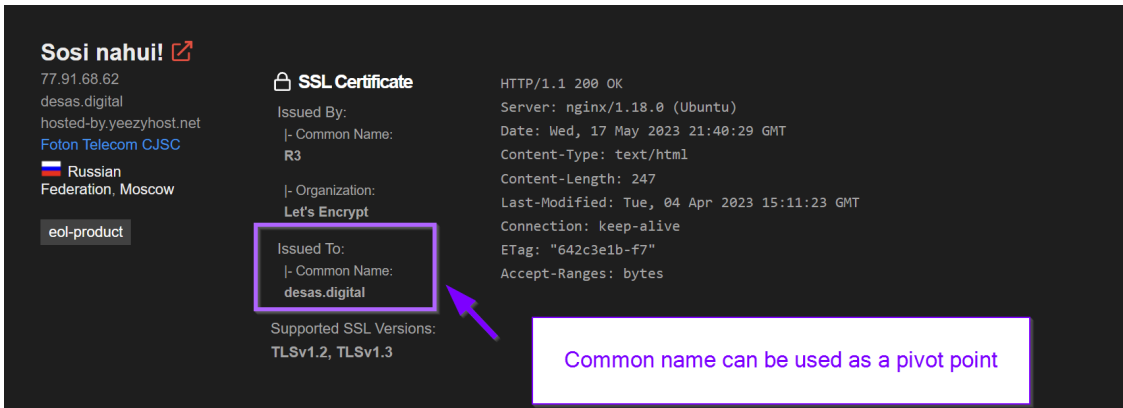 Sosi nahui!
77.91.68.62
desas.digital
hosted-by.yeezyhost.net
Foton Telecom CJSC
Russian
Federation, Moscow
eol-product
SSL Certificate
Issued By:
|- Common Name:
R3
|- Organization:
Let's Encrypt
Issued To:
|- Common Name:
desas.digital
Supported SSL Versions:
TLSv1.2, TLSv1.3
HTTP/1.1 200 OK
Server: nginx/1.18.0 (Ubuntu)
Date: Wed, 17 May 2023 21:40:29 GMT
Content-Type: text/html
Content-Length: 247
Last-Modified: Tue, 04 Apr 2023 15:11:23 GMT
Connection: keep-alive
ETag: "642c3e1b-f7"
Accept-Ranges: bytes
Common name can be used as a pivot point